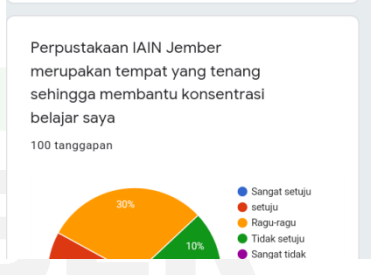 Perpustakaan IAIN Jember
merupakan tempat yang tenang
sehingga membantu konsentrasi
belajar saya
100 tanggapan
30%
10%
Sangat setuju
setuju
Ragu-ragu
Tidak setuju
Sangat tidak